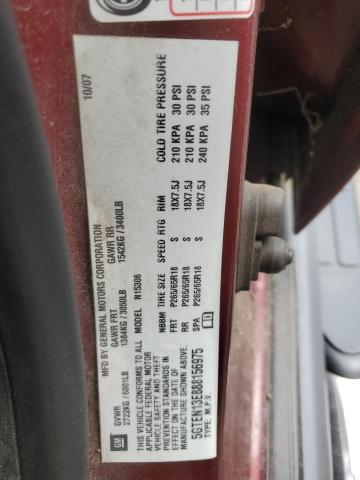 MFD BY GENERAL MOTORS CORPORATION 10/07
GM
GVWR GAWR FRT GAWR RR
2722KG / 6001LB 1384KG / 3050LB 1542KG / 3400LB
THIS VEHICLE CONFORMS TO ALL
APPLICABLE FEDERAL MOTOR
VEHICLE SAFETY STANDARDS IN
EFFECT ON THE DATE OF
MANUFACTURE SHOWN ABOVE.
5GTEN13E888156975
TYPE: M.P.V.
MODEL: N15306
NBBM TIRE SIZE SPEED RTG RIM COLD TIRE PRESSURE
FRT P265/65R18 S 18X7.5J 210 KPA 30 PSI
RR P265/65R18 S 18X7.5J 210 KPA 30 PSI
SPA P265/65R18 S 18X7.5J 240 KPA 35 PSI